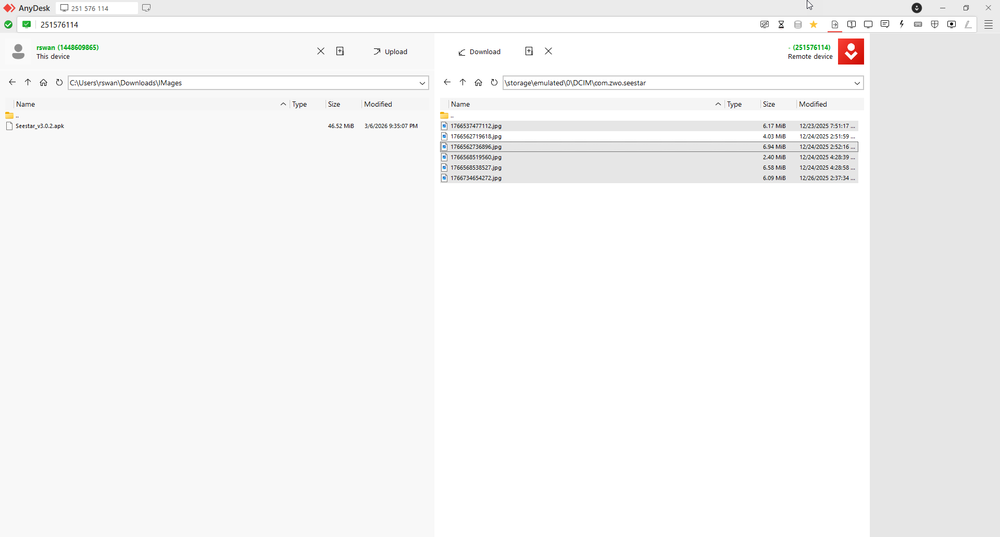 AnyDesk 251 576 114
251576114
rswan (1448609865)
This device
Upload
Download
- (251576114)
Remote device
C:\Users\rswan\Downloads\IMages
\storage\emulated\0\DCIM\com.zwo.seestar
Name Type Size Modified
..
Seestar_v3.0.2.apk 46.52 MiB 3/6/2026 9:35:07 PM
Name Type Size Modified
..
1766537477112.jpg 6.17 MiB 12/23/2025 7:51:17 ...
1766562719618.jpg 4.03 MiB 12/24/2025 2:51:59 ...
1766562736896.jpg 6.94 MiB 12/24/2025 2:52:16 ...
1766568519560.jpg 2.40 MiB 12/24/2025 4:28:39 ...
1766568538527.jpg 6.58 MiB 12/24/2025 4:28:58 ...
1766734654272.jpg 6.09 MiB 12/26/2025 2:37:34 ...